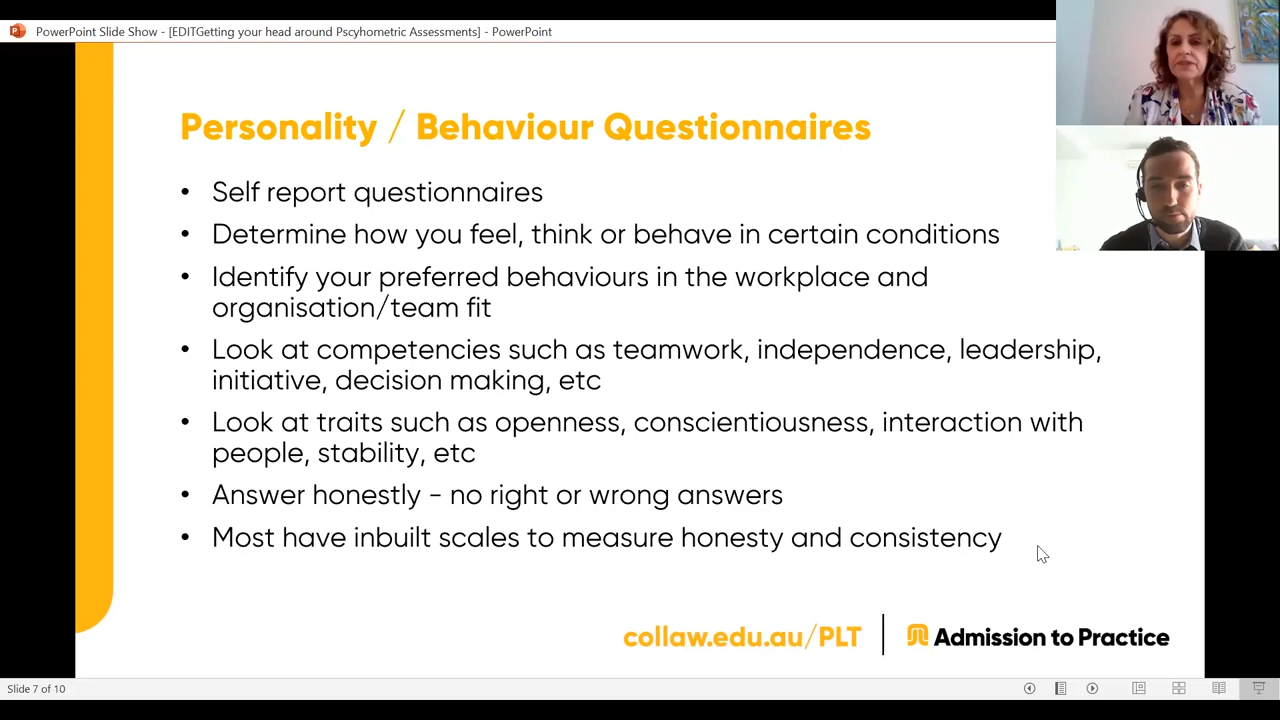 PowerPoint Slide Show - [EDITGetting your head around Pscyhometric Assessments] - PowerPoint
Personality / Behaviour Questionnaires
• Self report questionnaires
• Determine how you feel, think or behave in certain conditions
• Identify your preferred behaviours in the workplace and
organisation/team fit
• Look at competencies such as teamwork, independence, leadership,
initiative, decision making, etc
• Look at traits such as openness, conscientiousness, interaction with
people, stability, etc
• Answer honestly - no right or wrong answers
• Most have inbuilt scales to measure honesty and consistency
collaw.edu.au/PLT
Admission to Practice
Slide 7 of 10